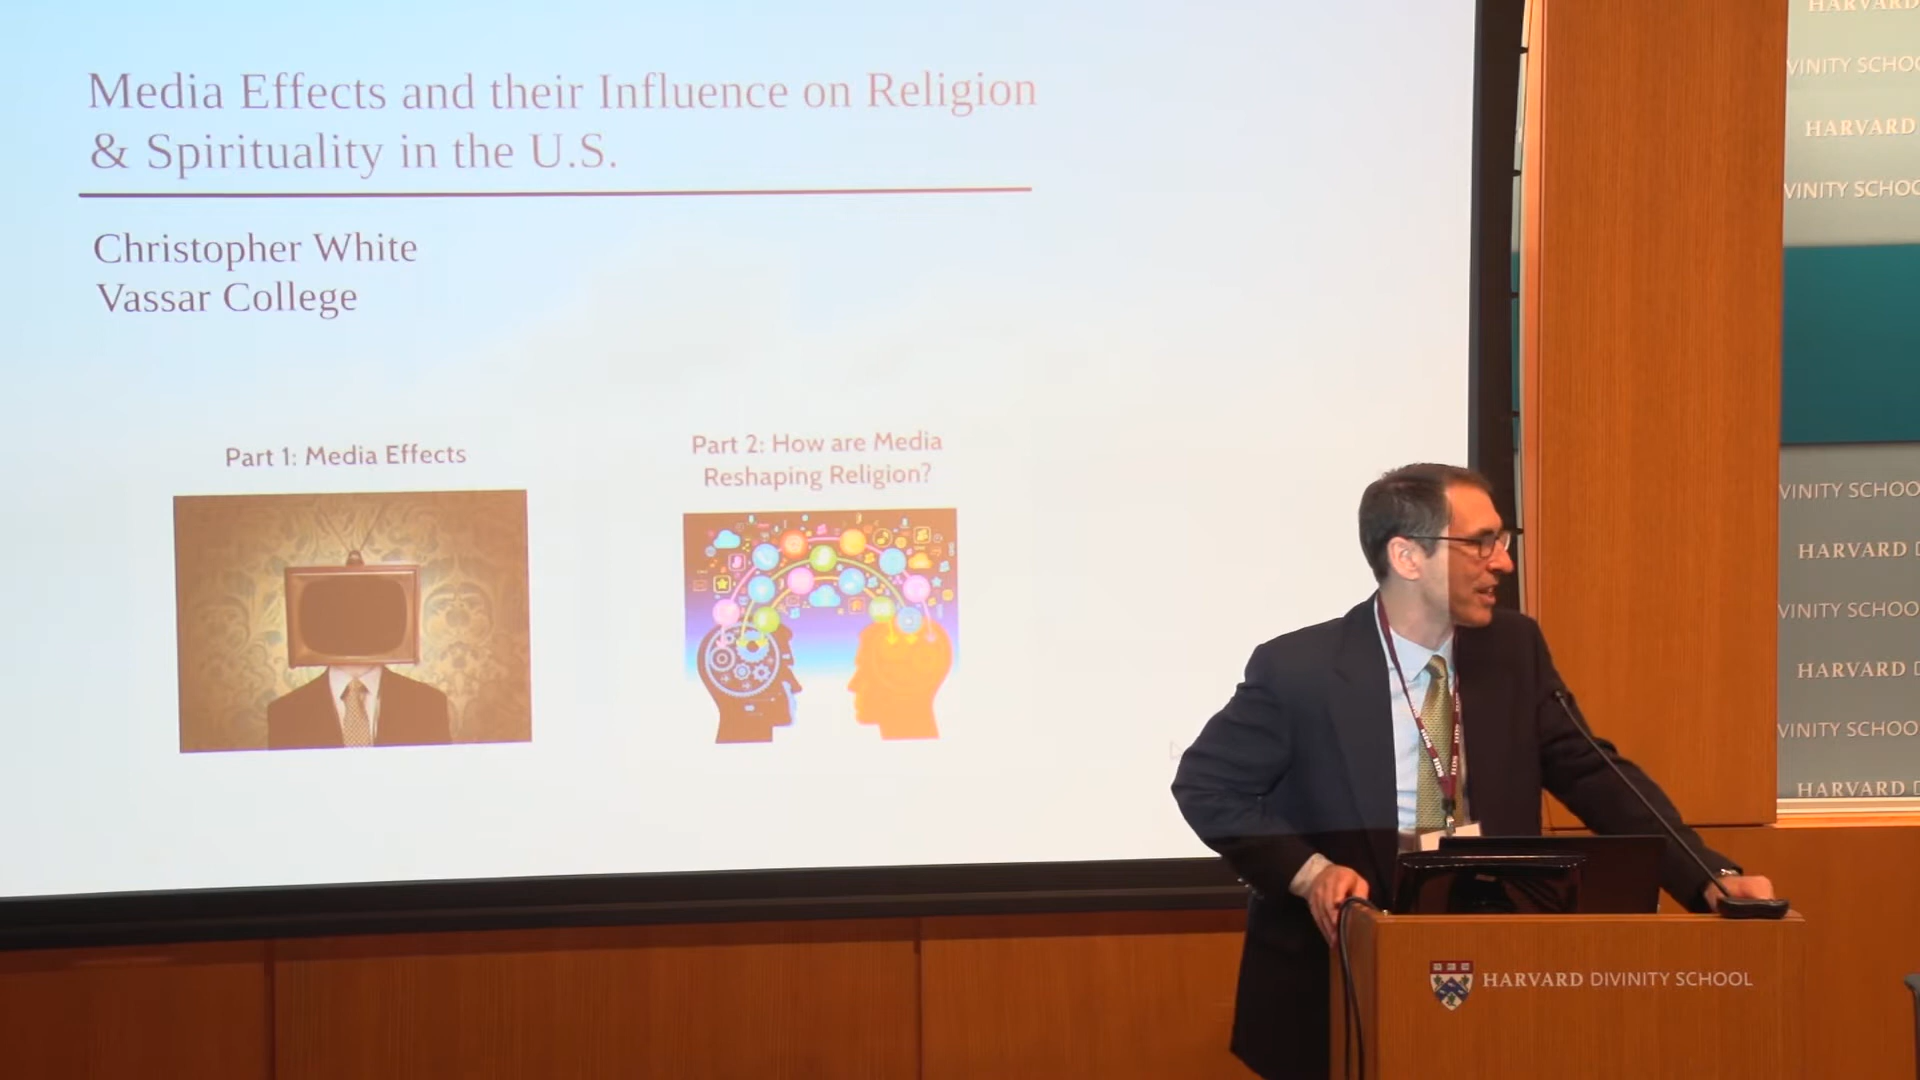 Media Effects and their Influence on Religion
& Spirituality in the U.S.
Christopher White
Vassar College
Part 1: Media Effects
Part 2: How are Media
Reshaping Religion?
HARVARD
VINITY SCHOO
HARVARD
VINITY SCHOO
VINITY SCHOO
HARVARD D
VINITY SCHOO
HARVARD D
VINITY SCHOO
HARVARD D
HARVARD DIVINITY SCHOOL